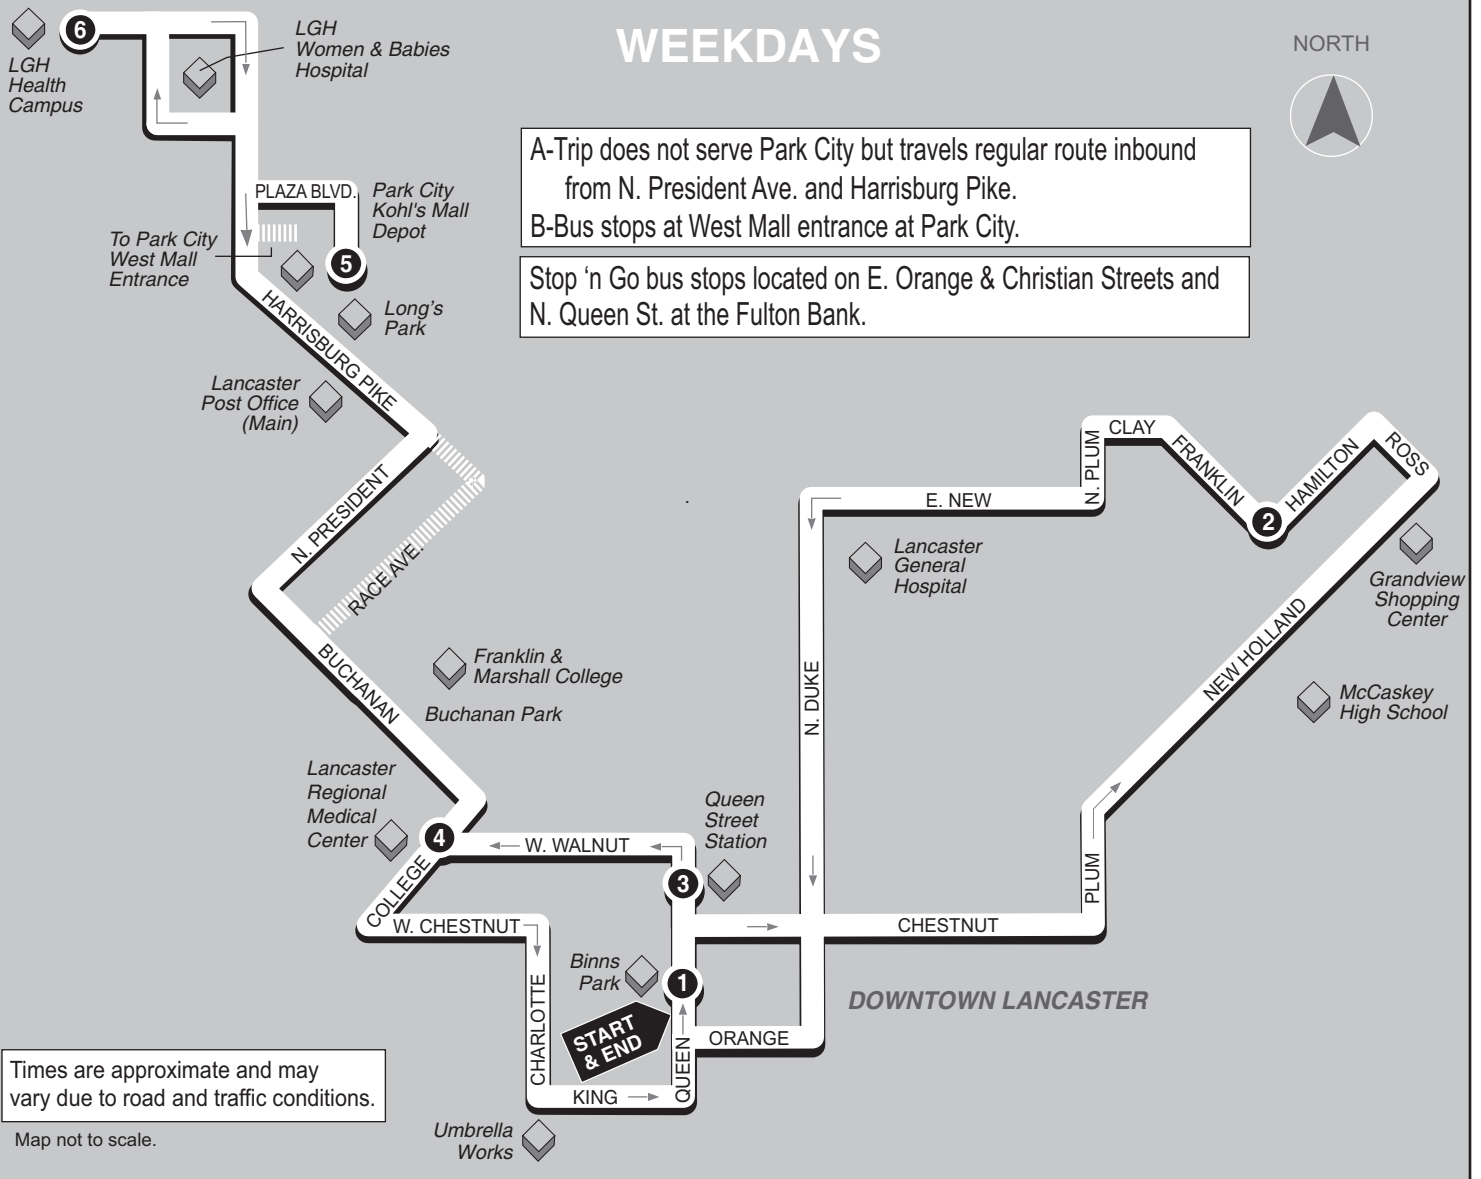 WEEKDAYS
NORTH
6
LGH
Health
Campus
LGH
Women & Babies
Hospital
A-Trip does not serve Park City but travels regular route inbound
from N. President Ave. and Harrisburg Pike.
B-Bus stops at West Mall entrance at Park City.
Stop ‘n Go bus stops located on E. Orange & Christian Streets and
N. Queen St. at the Fulton Bank.
PLAZA BLVD.
Park City
Kohl's Mall
Depot
To Park City
West Mall
Entrance
5
Long's
Park
HARRISBURG PIKE
Lancaster
Post Office
(Main)
N. PRESIDENT
RACE AVE.
BUCHANAN
Franklin &
Marshall College
Buchanan Park
Lancaster
Regional
Medical
Center
4
W. WALNUT
Queen
Street
Station
3
COLLEGE
W. CHESTNUT
CHARLOTTE
KING
QUEEN
Binns
Park
1
START
& END
ORANGE
Umbrella
Works
N. DUKE
E. NEW
N. PLUM
CLAY
FRANKLIN
2
HAMILTON
ROSS
Lancaster
General
Hospital
Grandview
Shopping
Center
NEW HOLLAND
McCaskey
High School
PLUM
CHESTNUT
DOWNTOWN LANCASTER
Times are approximate and may
vary due to road and traffic conditions.
Map not to scale.